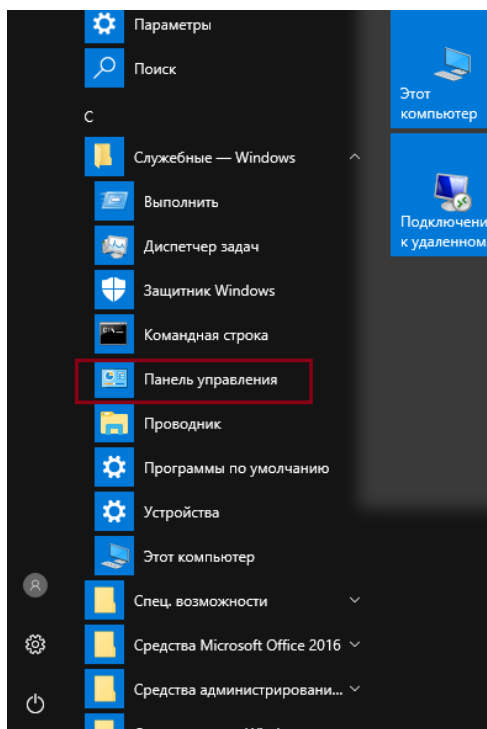 Параметры
Поиск
Этот
компьютер
С
Служебные — Windows
Выполнить
Подключени
к удаленном
Диспетчер задач
Защитник Windows
Командная строка
Панель управления
Проводник
Программы по умолчанию
Устройства
Этот компьютер
Спец. возможности
Средства Microsoft Office 2016
Средства администрировани...